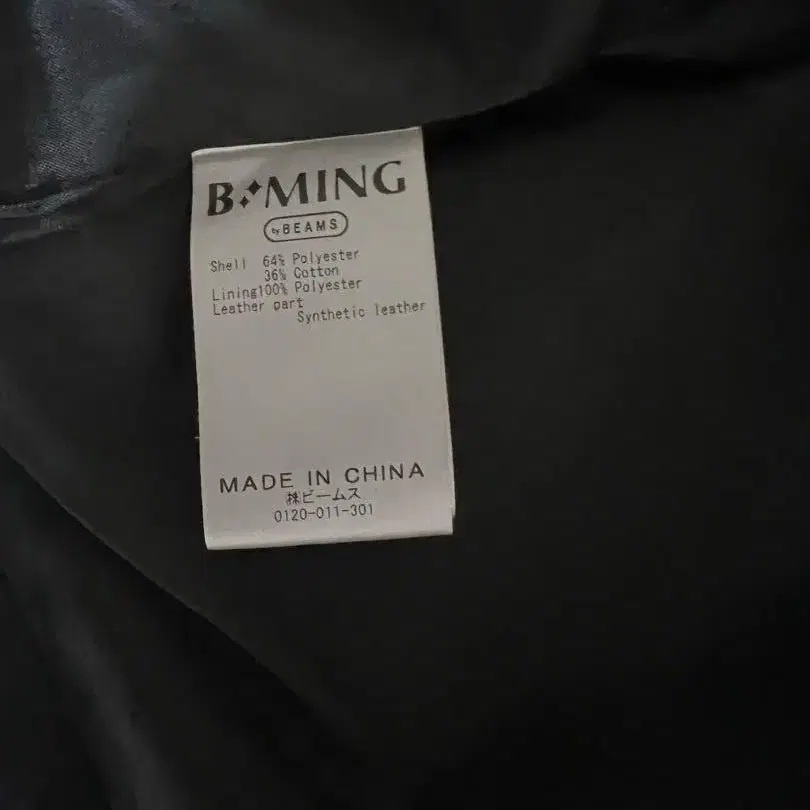 B:MING
by BEAMS
Shell 64% Polyester
36% Cotton
Lining100% Polyester
Leather part
Synthetic leather
MADE IN CHINA
㈱ビームス
0120-011-301